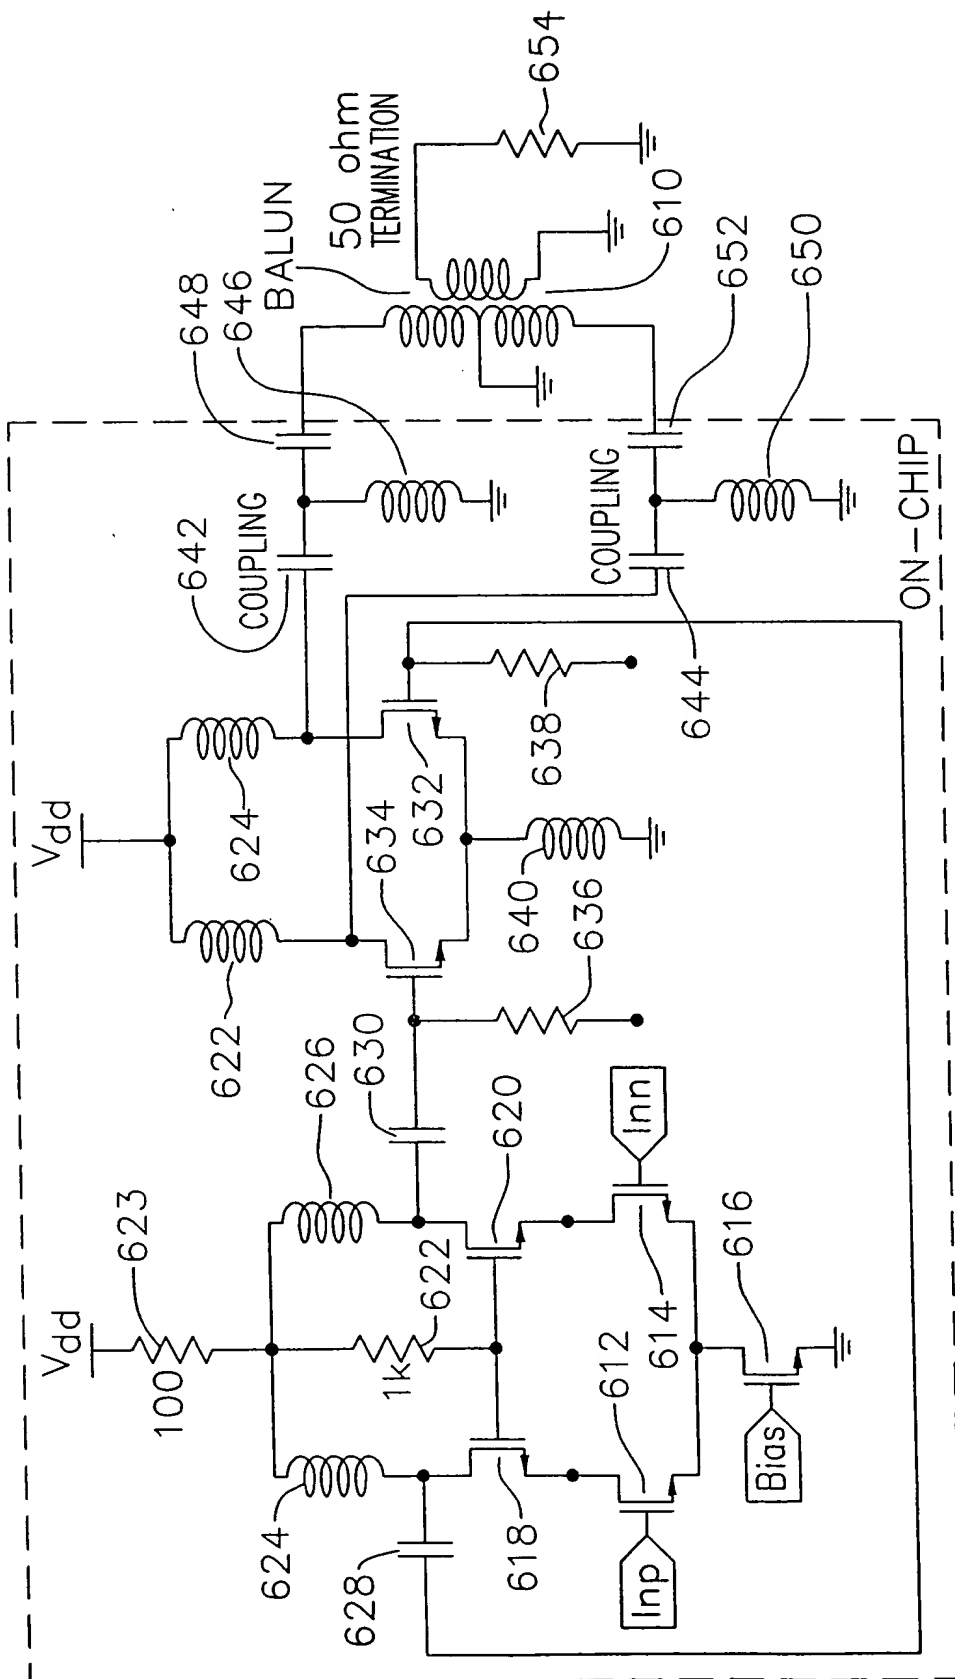 Vdd
623
100
624
626
622
1k
628
630
618
620
612
614
Inp
Inn
616
Bias
Vdd
622
624
634
632
636
640
638
642
COUPLING
648
646
COUPLING
644
652
650
ON-CHIP
BALUN
610
50 ohm
TERMINATION
654